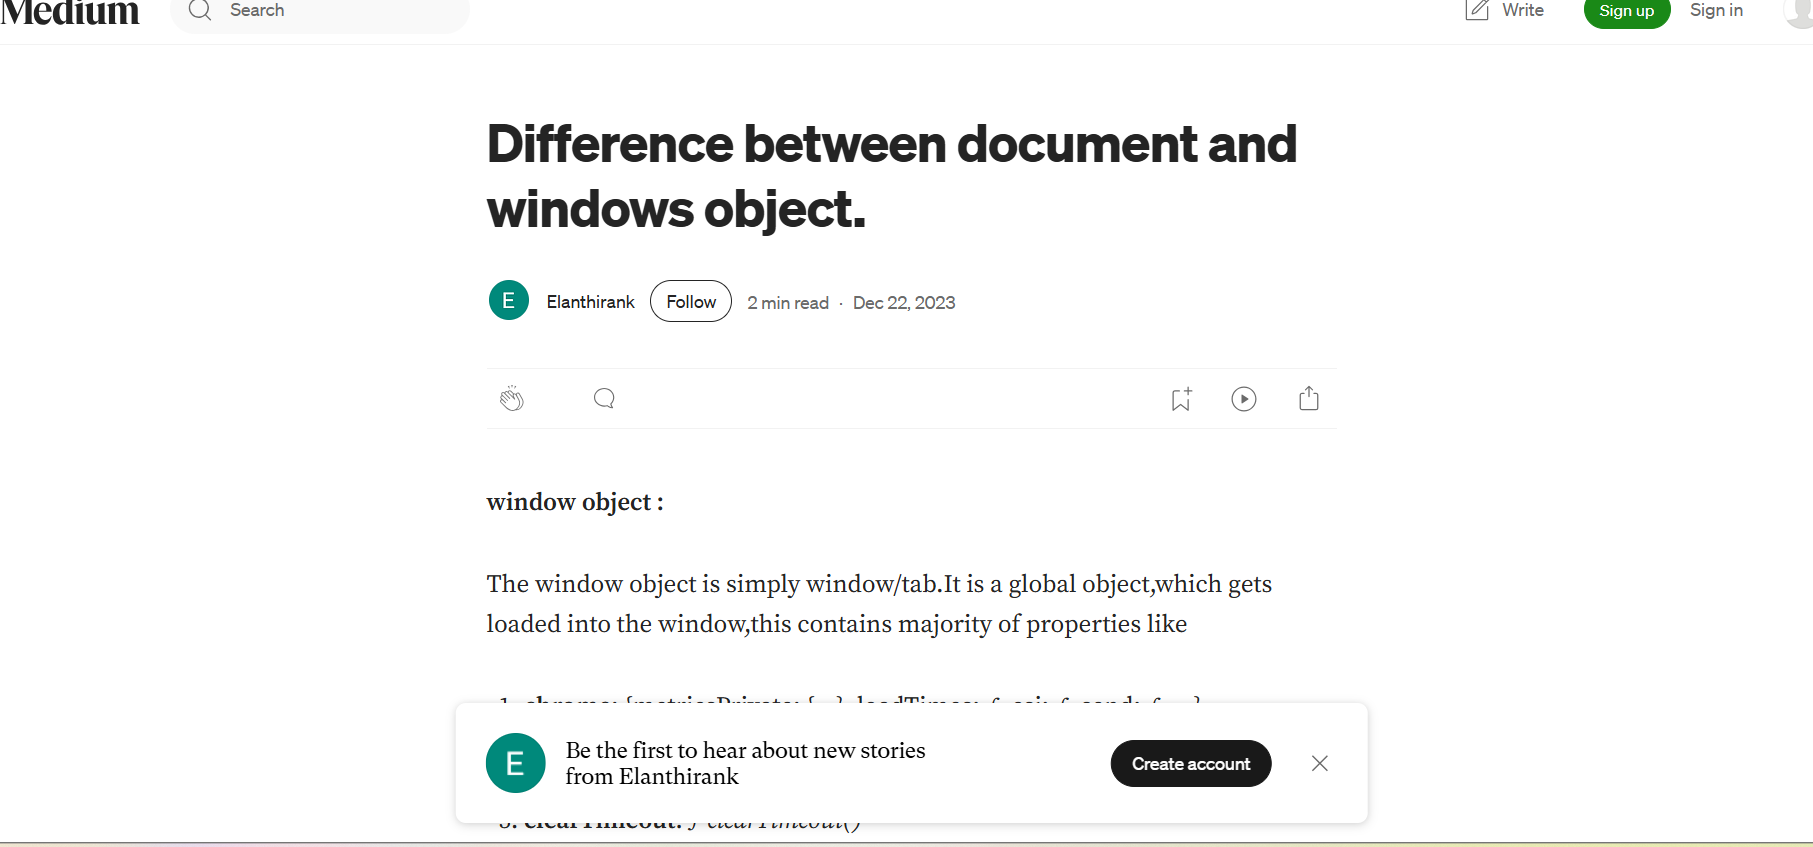 Medium
Search
Write
Sign up
Sign in
Difference between document and
windows object.
E
Elanthirank
Follow
2 min read · Dec 22, 2023
window object :
The window object is simply window/tab.It is a global object,which gets
loaded into the window,this contains majority of properties like
E
Be the first to hear about new stories
from Elanthirank
Create account
clearTimeout: ƒ clearTimeout()